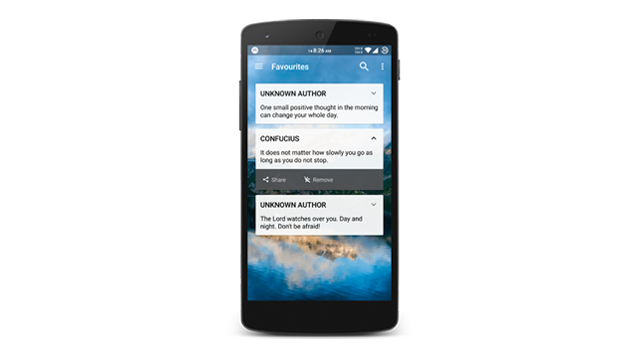 8:26 AM
Favourites
UNKNOWN AUTHOR
One small positive thought in the morning
can change your whole day.
CONFUCIUS
It does not matter how slowly you go as
long as you do not stop.
Share Remove
UNKNOWN AUTHOR
The Lord watches over you. Day and
night. Don't be afraid!